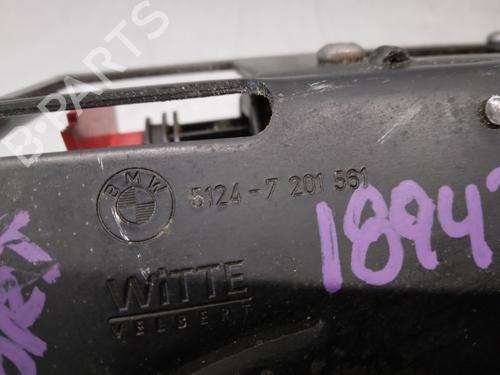 B-PARTS
BMW
5124-7 201 561
1894
WITTE
VELBERT